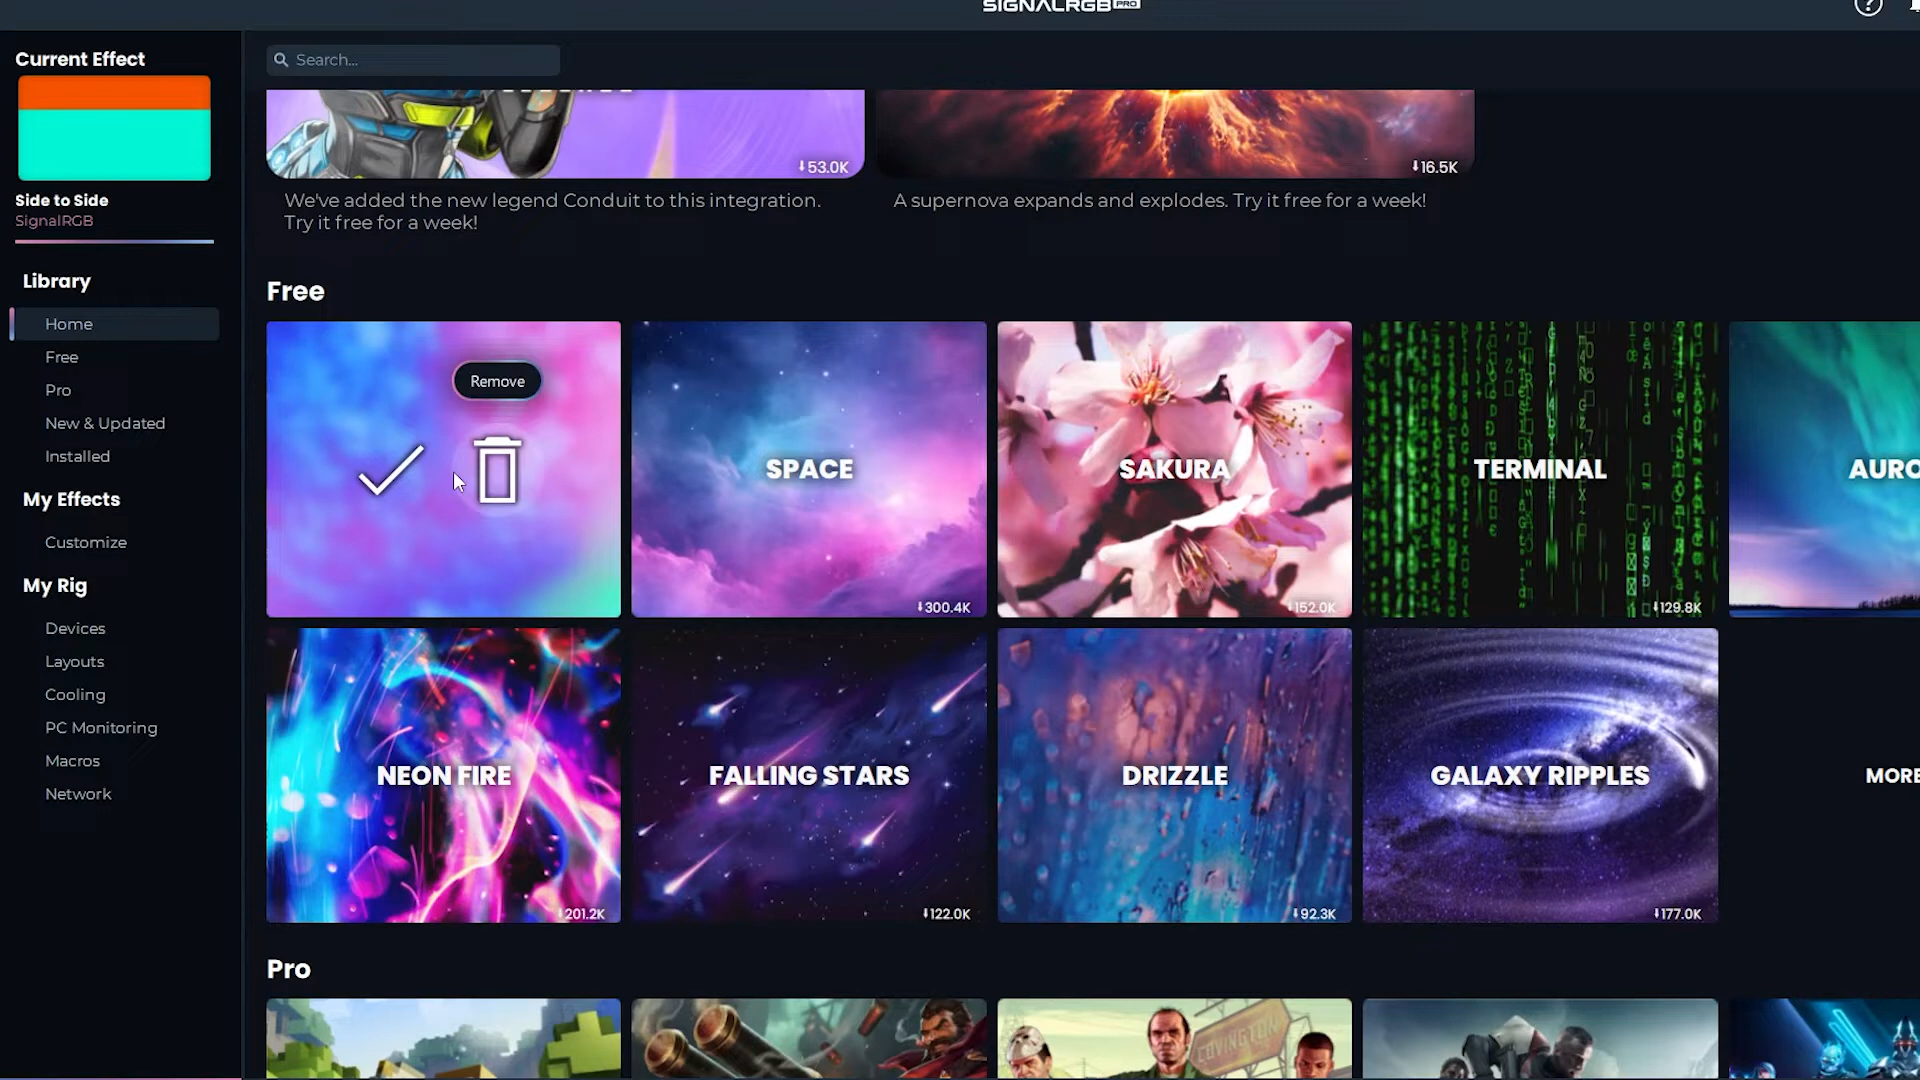 SIGNALRGB PRO
?
Current Effect
Search...
53.0K
16.5K
Side to Side
SignalRGB
We've added the new legend Conduit to this integration.
Try it free for a week!
A supernova expands and explodes. Try it free for a week!
Library
Home
Free
Pro
New & Updated
Installed
My Effects
Customize
My Rig
Devices
Layouts
Cooling
PC Monitoring
Macros
Network
Free
Remove
SPACE
300.4K
SAKURA
152.0K
TERMINAL
129.8K
AURO
NEON FIRE
201.2K
FALLING STARS
122.0K
DRIZZLE
92.3K
GALAXY RIPPLES
177.0K
MORE
Pro
COVINGTON